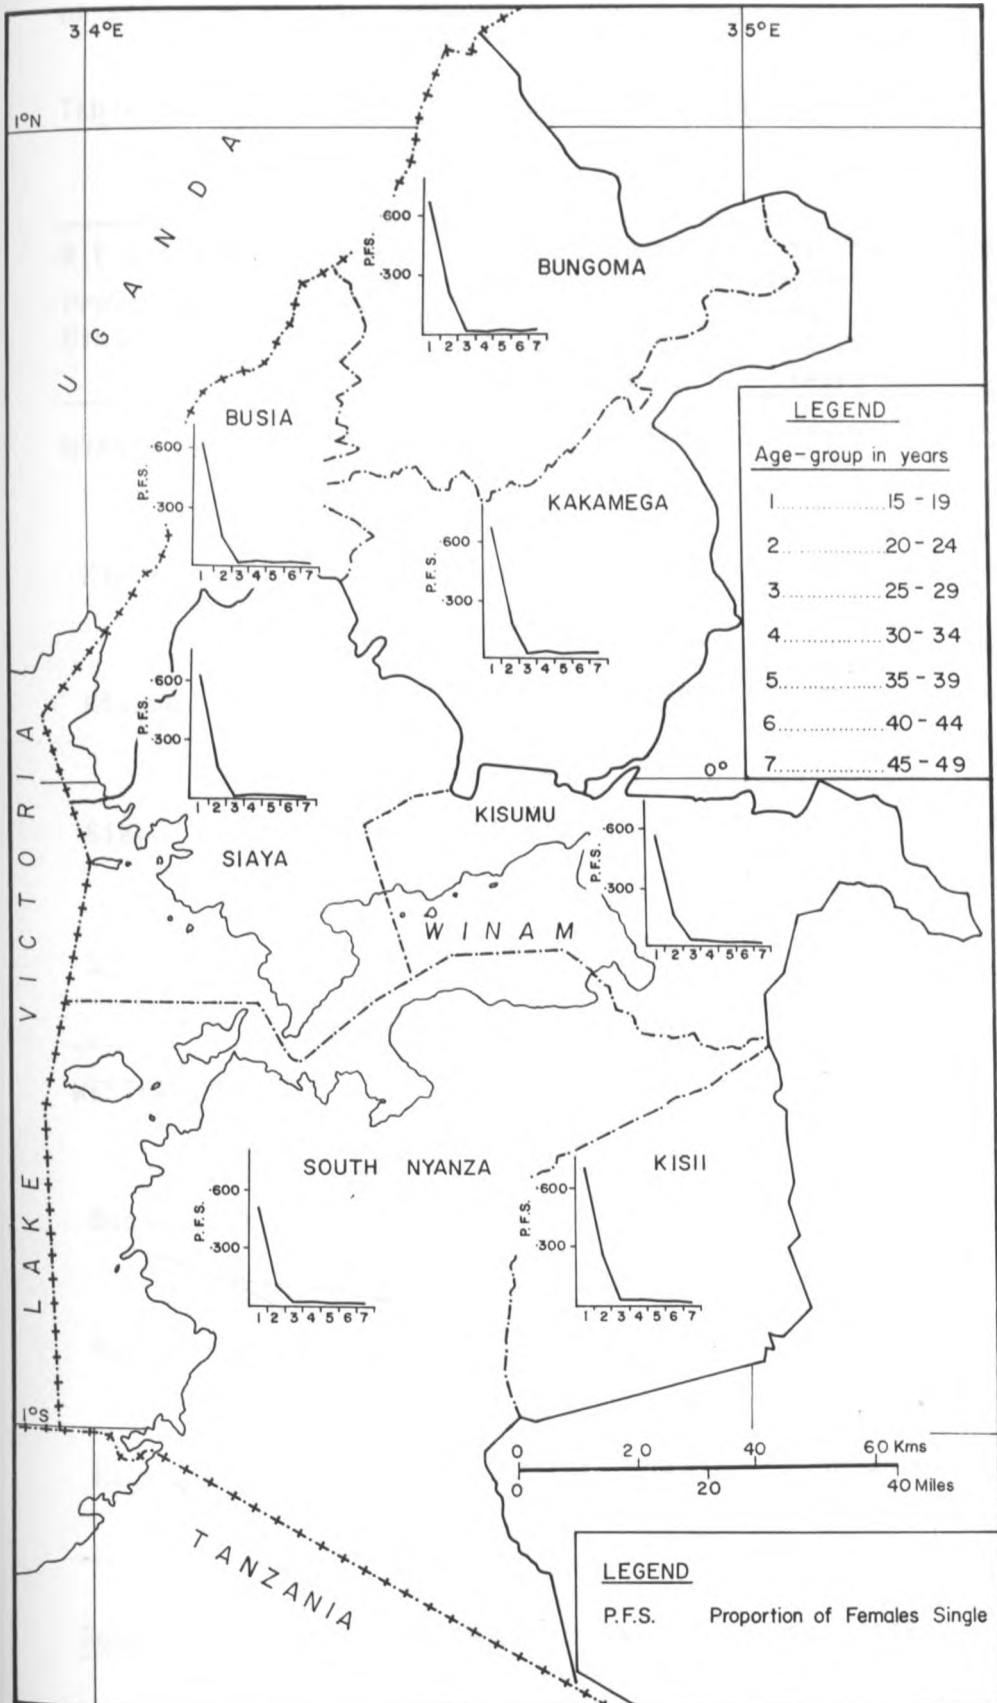 34°E
35°E
1°N
UGANDA
P.F.S.
·600
·300
1 2 3 4 5 6 7
BUNGOMA
BUSIA
P.F.S.
·600
·300
1 2 3 4 5 6 7
KAKAMEGA
P.F.S.
·600
·300
1 2 3 4 5 6 7
LEGEND
Age-group in years
1..............15 - 19
2..............20 - 24
3..............25 - 29
4..............30 - 34
5..............35 - 39
6..............40 - 44
7..............45 - 49
P.F.S.
·600
·300
1 2 3 4 5 6 7
SIAYA
0°
KISUMU
P.F.S.
·600
·300
1 2 3 4 5 6 7
WINAM
LAKE VICTORIA
SOUTH NYANZA
P.F.S.
·600
·300
1 2 3 4 5 6 7
KISII
P.F.S.
·600
·300
1 2 3 4 5 6 7
1°S
0 20 40 60 Kms
0 20 40 Miles
TANZANIA
LEGEND
P.F.S. Proportion of Females Single